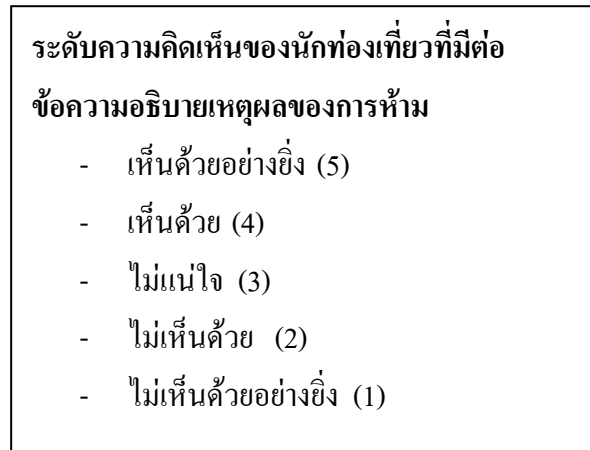 ระดับความคิดเห็นของนักท่องเที่ยวที่มีต่อ
ข้อความอธิบายเหตุผลของการห้าม
- เห็นด้วยอย่างยิ่ง (5)
- เห็นด้วย (4)
- ไม่แน่ใจ (3)
- ไม่เห็นด้วย (2)
- ไม่เห็นด้วยอย่างยิ่ง (1)